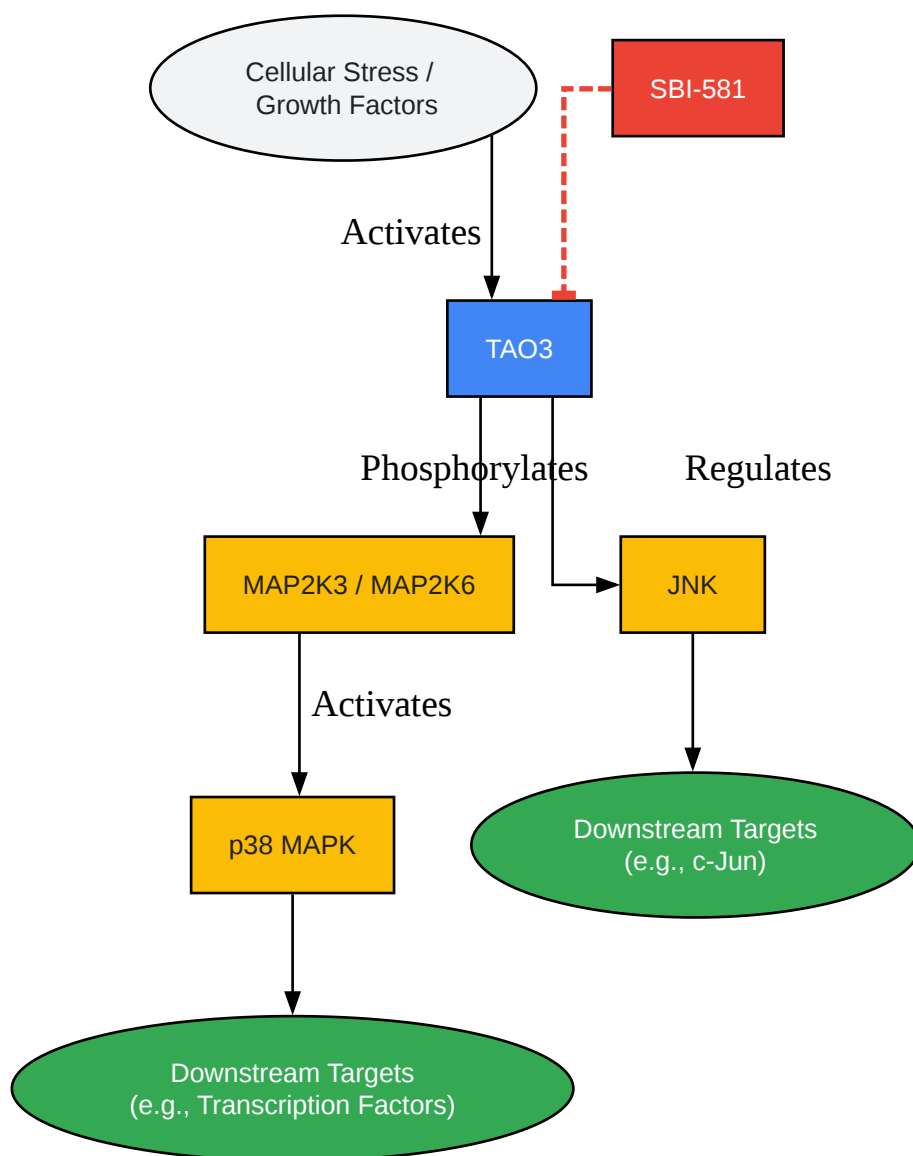 Cellular Stress /
Growth Factors
SBI-581
Activates
TAO3
Phosphorylates
Regulates
MAP2K3 / MAP2K6
JNK
Activates
p38 MAPK
Downstream Targets
(e.g., c-Jun)
Downstream Targets
(e.g., Transcription Factors)